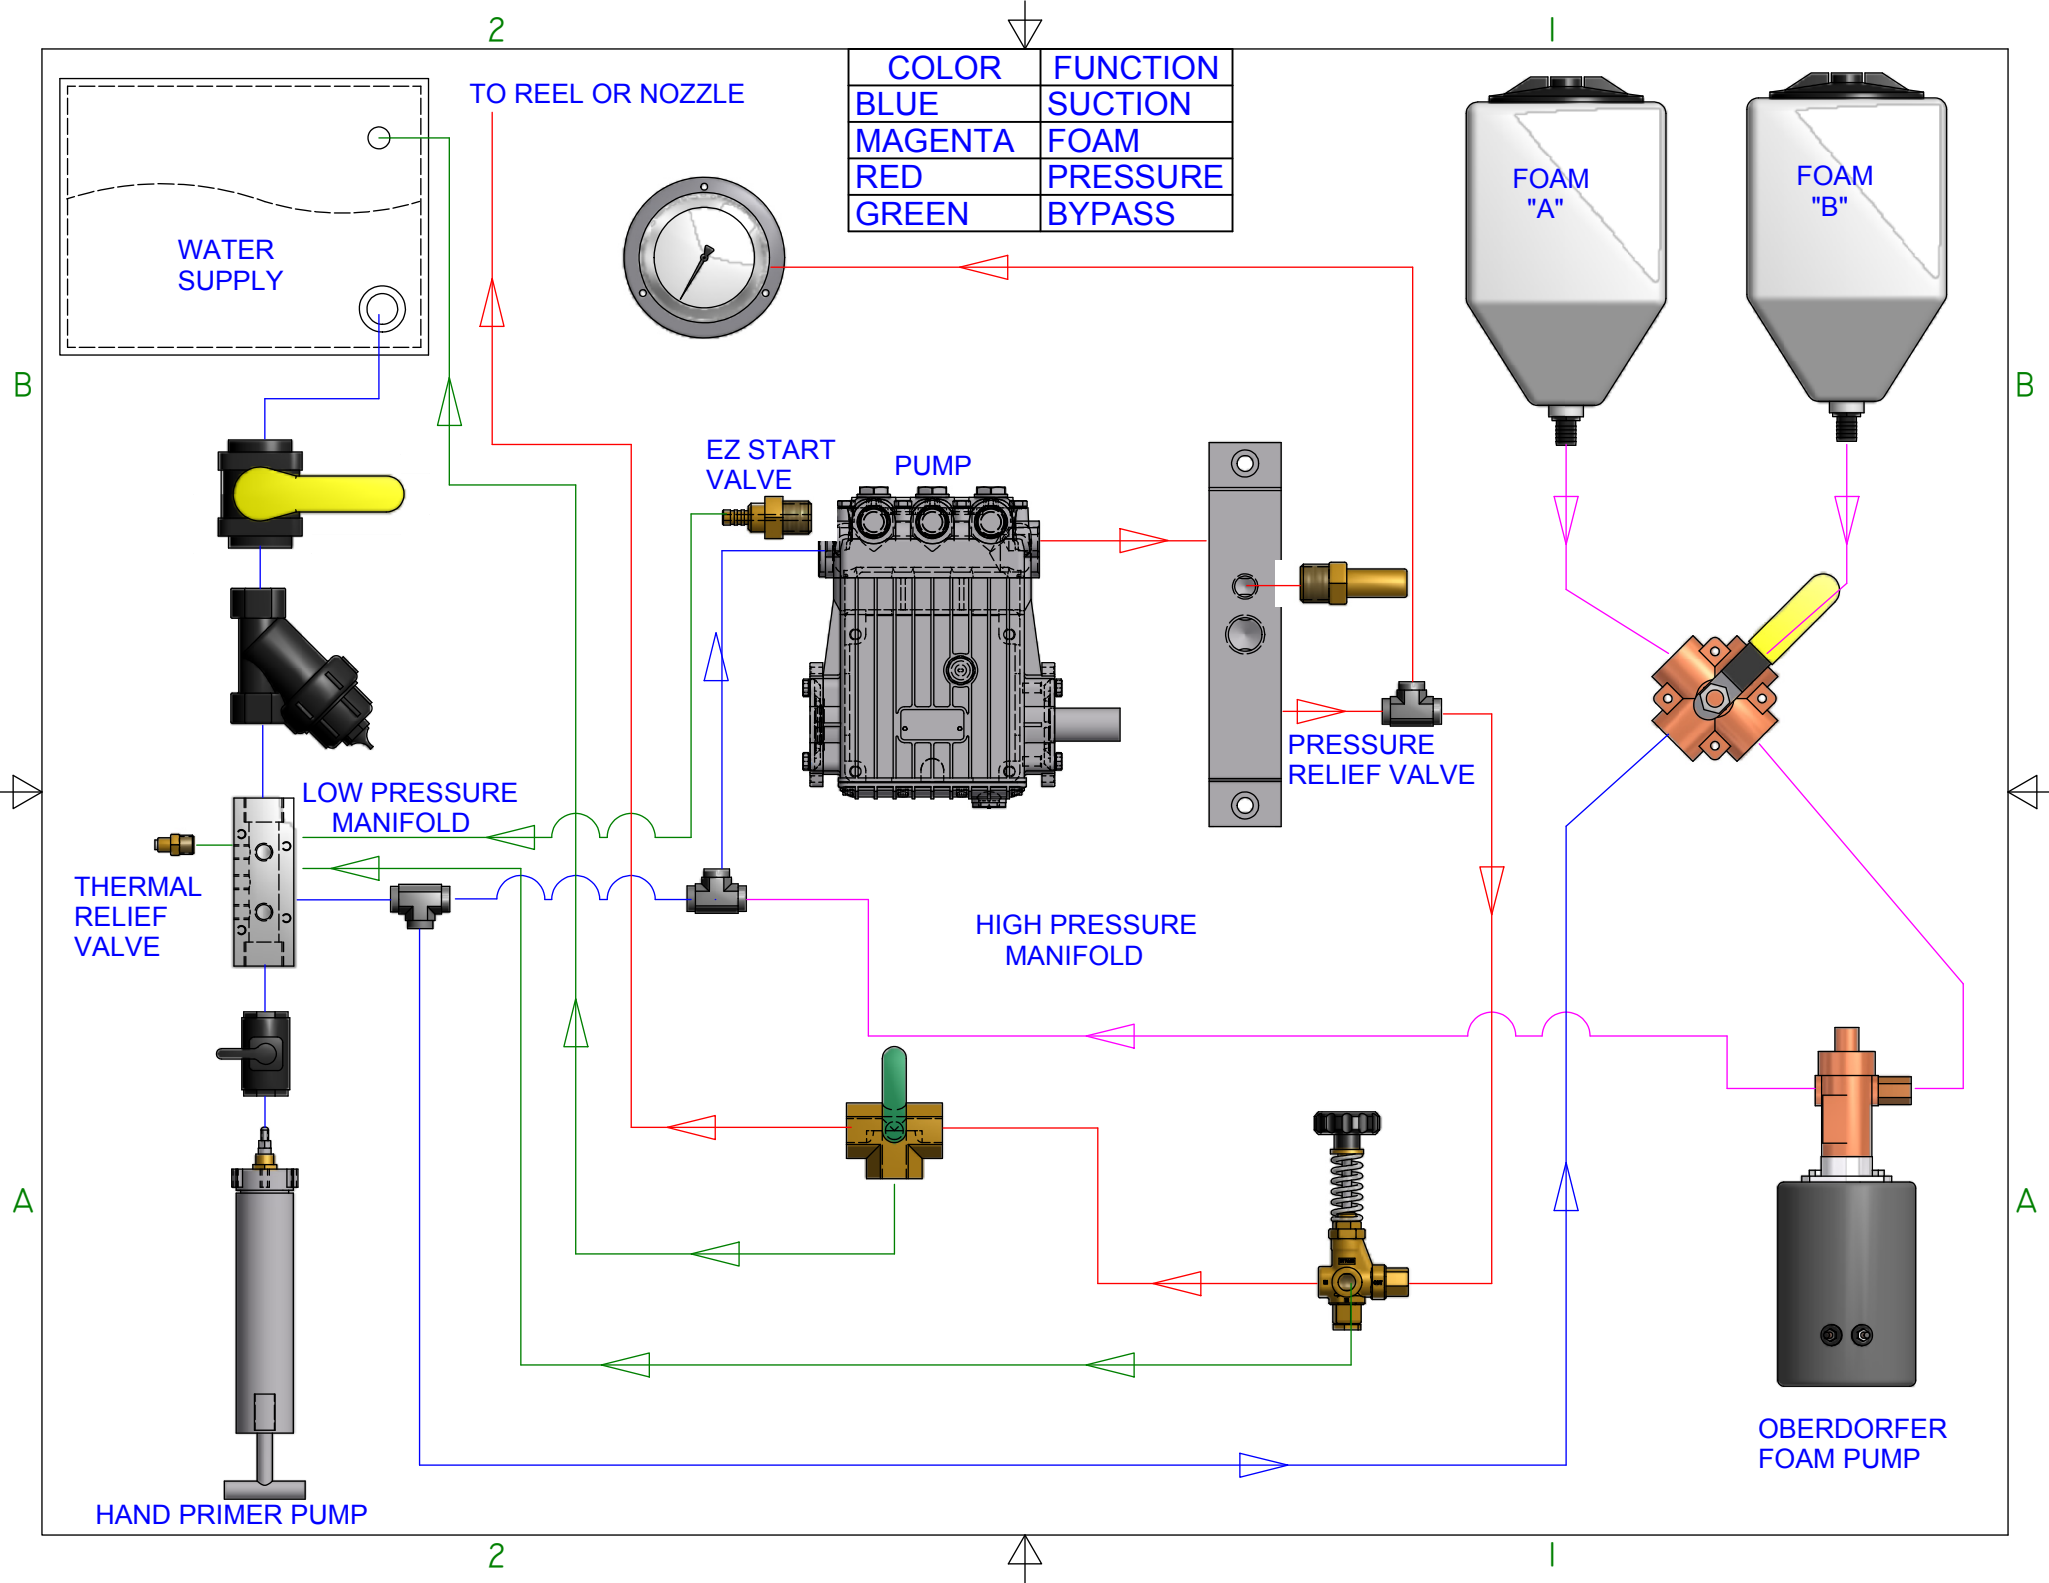 2
1
TO REEL OR NOZZLE
COLOR FUNCTION
BLUE SUCTION
MAGENTA FOAM
RED PRESSURE
GREEN BYPASS
FOAM
"A"
FOAM
"B"
WATER
SUPPLY
B
B
EZ START
VALVE
PUMP
PRESSURE
RELIEF VALVE
LOW PRESSURE
MANIFOLD
THERMAL
RELIEF
VALVE
HIGH PRESSURE
MANIFOLD
A
A
OBERDORFER
FOAM PUMP
HAND PRIMER PUMP
2
1